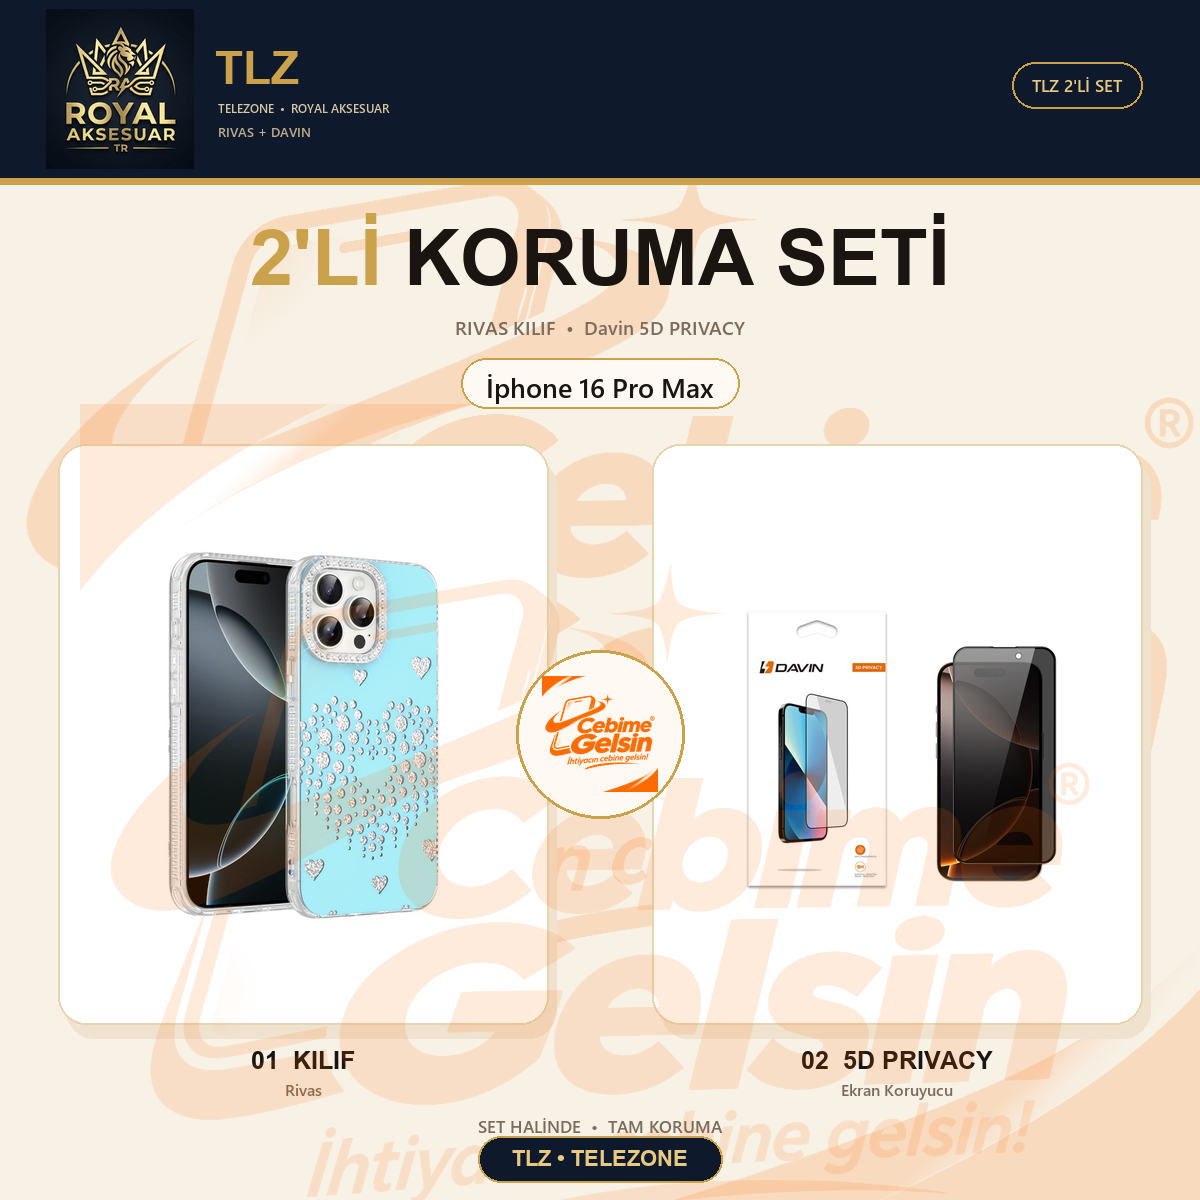 ROYAL
AKSESUAR
TR
TLZ
TELEZONE • ROYAL AKSESUAR
RIVAS + DAVIN
TLZ 2'Lİ SET
2'Lİ KORUMA SETİ
RIVAS KILIF • Davin 5D PRIVACY
İphone 16 Pro Max
DAVIN
5D PRIVACY
Cebime
Gelsin
İhtiyacın cebine gelsin!
Cebime
Gelsin
01 KILIF
Rivas
02 5D PRIVACY
Ekran Koruyucu
SET HALİNDE • TAM KORUMA
TLZ • TELEZONE